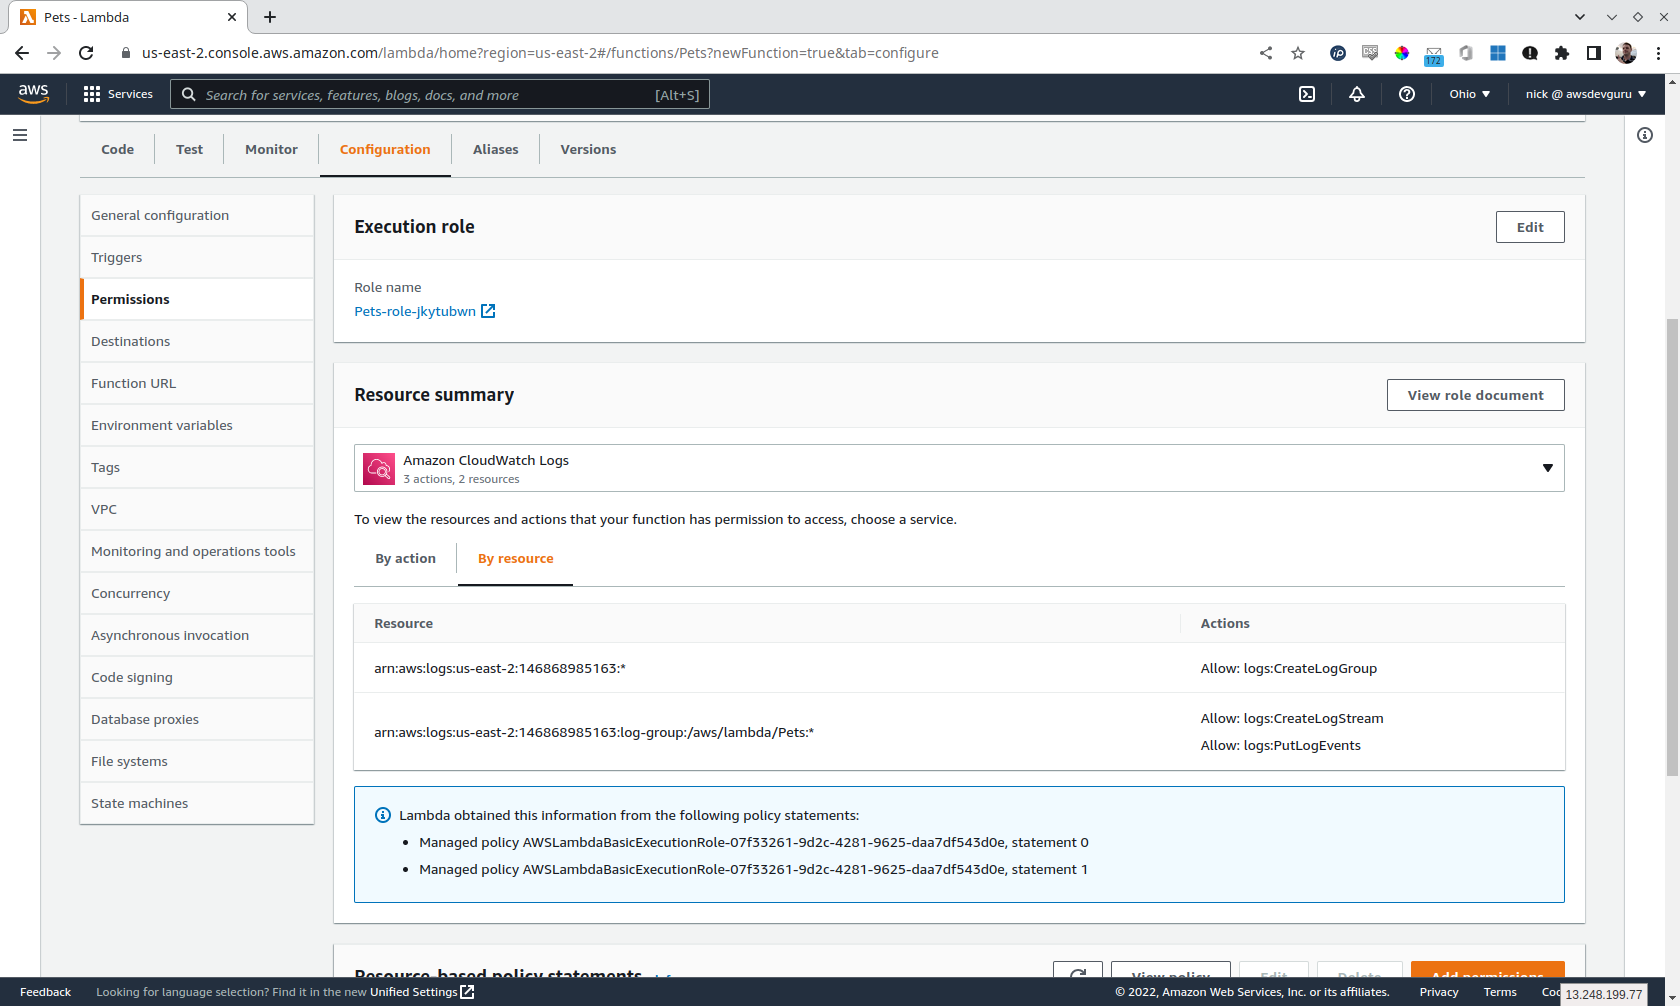 Pets - Lambda
us-east-2.console.aws.amazon.com/lambda/home?region=us-east-2#/functions/Pets?newFunction=true&tab=configure
172
aws
Services
Search for services, features, blogs, docs, and more
[Alt+S]
Ohio
nick @ awsdevguru
Code
Test
Monitor
Configuration
Aliases
Versions
General configuration
Triggers
Permissions
Destinations
Function URL
Environment variables
Tags
VPC
Monitoring and operations tools
Concurrency
Asynchronous invocation
Code signing
Database proxies
File systems
State machines
Execution role
Edit
Role name
Pets-role-jkytubwn
Resource summary
View role document
Amazon CloudWatch Logs
3 actions, 2 resources
To view the resources and actions that your function has permission to access, choose a service.
By action
By resource
Resource
Actions
arn:aws:logs:us-east-2:146868985163:*
Allow: logs:CreateLogGroup
arn:aws:logs:us-east-2:146868985163:log-group:/aws/lambda/Pets:*
Allow: logs:CreateLogStream
Allow: logs:PutLogEvents
Lambda obtained this information from the following policy statements:
• Managed policy AWSLambdaBasicExecutionRole-07f33261-9d2c-4281-9625-daa7df543d0e, statement 0
• Managed policy AWSLambdaBasicExecutionRole-07f33261-9d2c-4281-9625-daa7df543d0e, statement 1
Resource-based policy statements
View policy
Edit
Delete
Add permissions
Feedback
Looking for language selection? Find it in the new Unified Settings
© 2022, Amazon Web Services, Inc. or its affiliates.
Privacy
Terms
Coo
13.248.199.77